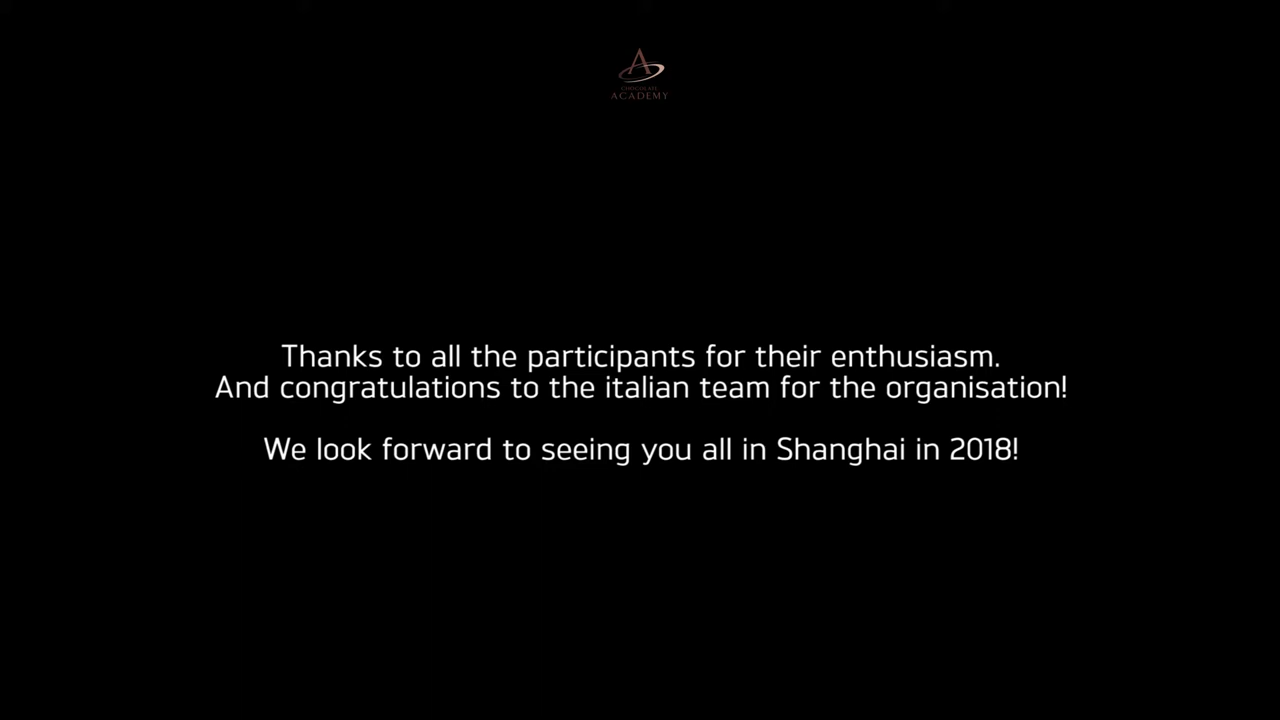 A
CHOCOLATE
ACADEMY
Thanks to all the participants for their enthusiasm.
And congratulations to the italian team for the organisation!
We look forward to seeing you all in Shanghai in 2018!